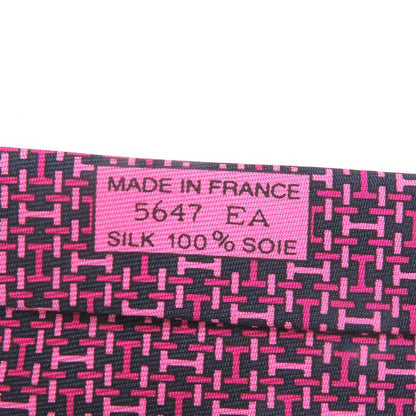 MADE IN FRANCE
5647 EA
SILK 100% SOIE